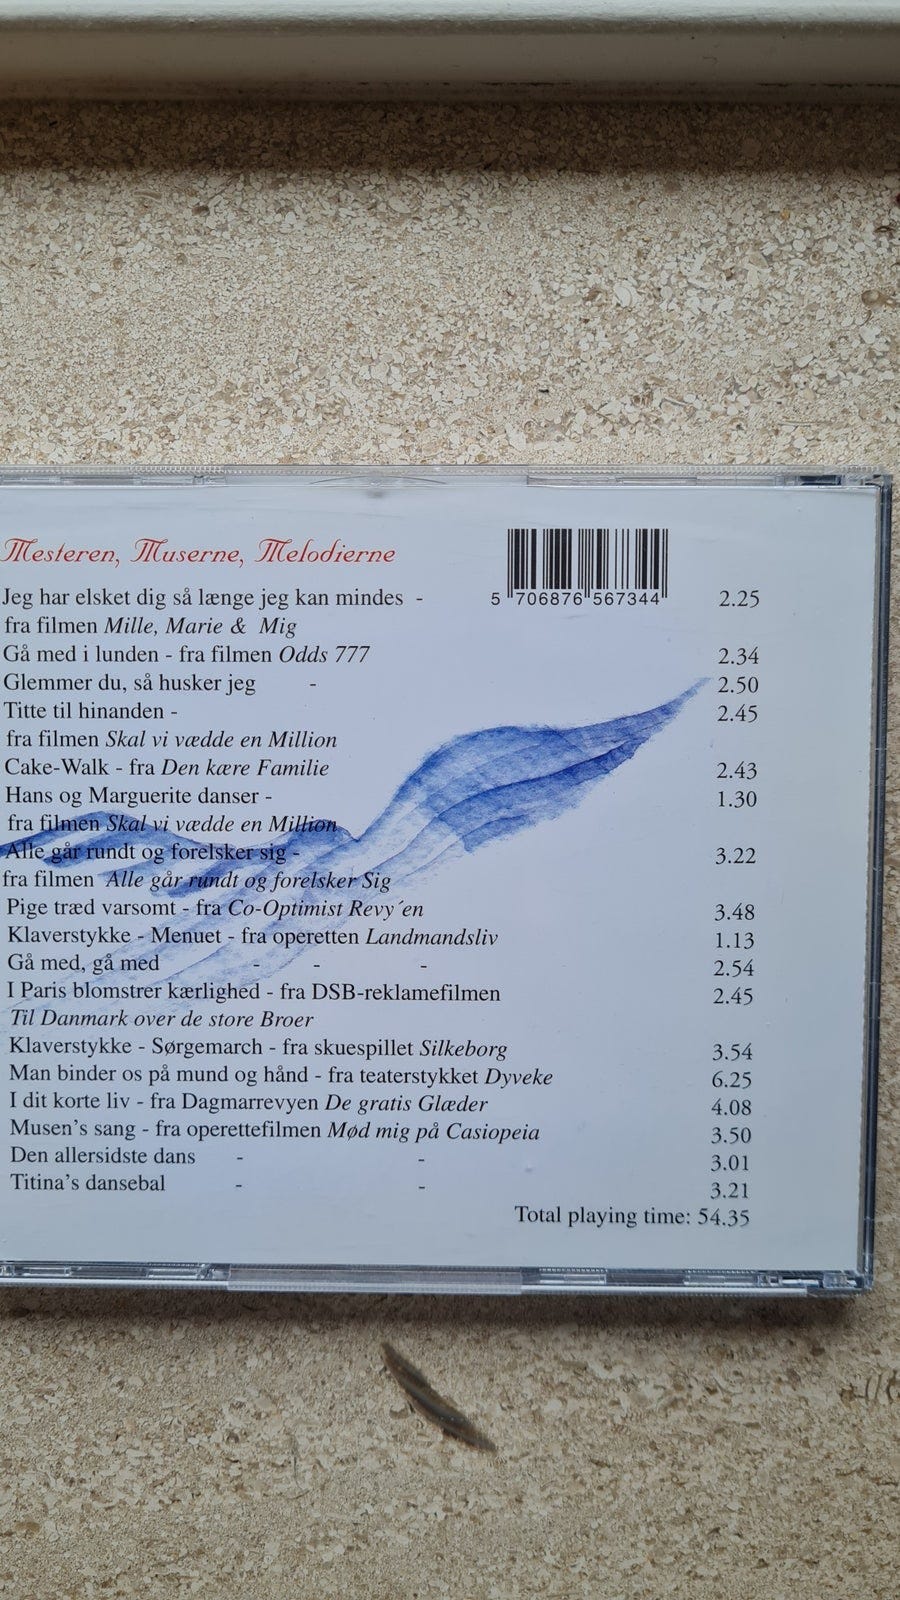 Mesteren, Muserne, Melodierne
5 706876 567344
Jeg har elsket dig så længe jeg kan mindes - 2.25
fra filmen Mille, Marie & Mig
Gå med i lunden - fra filmen Odds 777 2.34
Glemmer du, så husker jeg - 2.50
Titte til hinanden - 2.45
fra filmen Skal vi vædde en Million
Cake-Walk - fra Den kære Familie 2.43
Hans og Marguerite danser - 1.30
fra filmen Skal vi vædde en Million
Alle går rundt og forelsker sig - 3.22
fra filmen Alle går rundt og forelsker Sig
Pige træd varsomt - fra Co-Optimist Revy´en 3.48
Klaverstykke - Menuet - fra operetten Landmandsliv 1.13
Gå med, gå med - - - 2.54
I Paris blomstrer kærlighed - fra DSB-reklamefilmen 2.45
Til Danmark over de store Broer
Klaverstykke - Sørgemarch - fra skuespillet Silkeborg 3.54
Man binder os på mund og hånd - fra teaterstykket Dyveke 6.25
I dit korte liv - fra Dagmarrevyen De gratis Glæder 4.08
Musen's sang - fra operettefilmen Mød mig på Casiopeia 3.50
Den allersidste dans - - 3.01
Titina's dansebal - - 3.21
Total playing time: 54.35